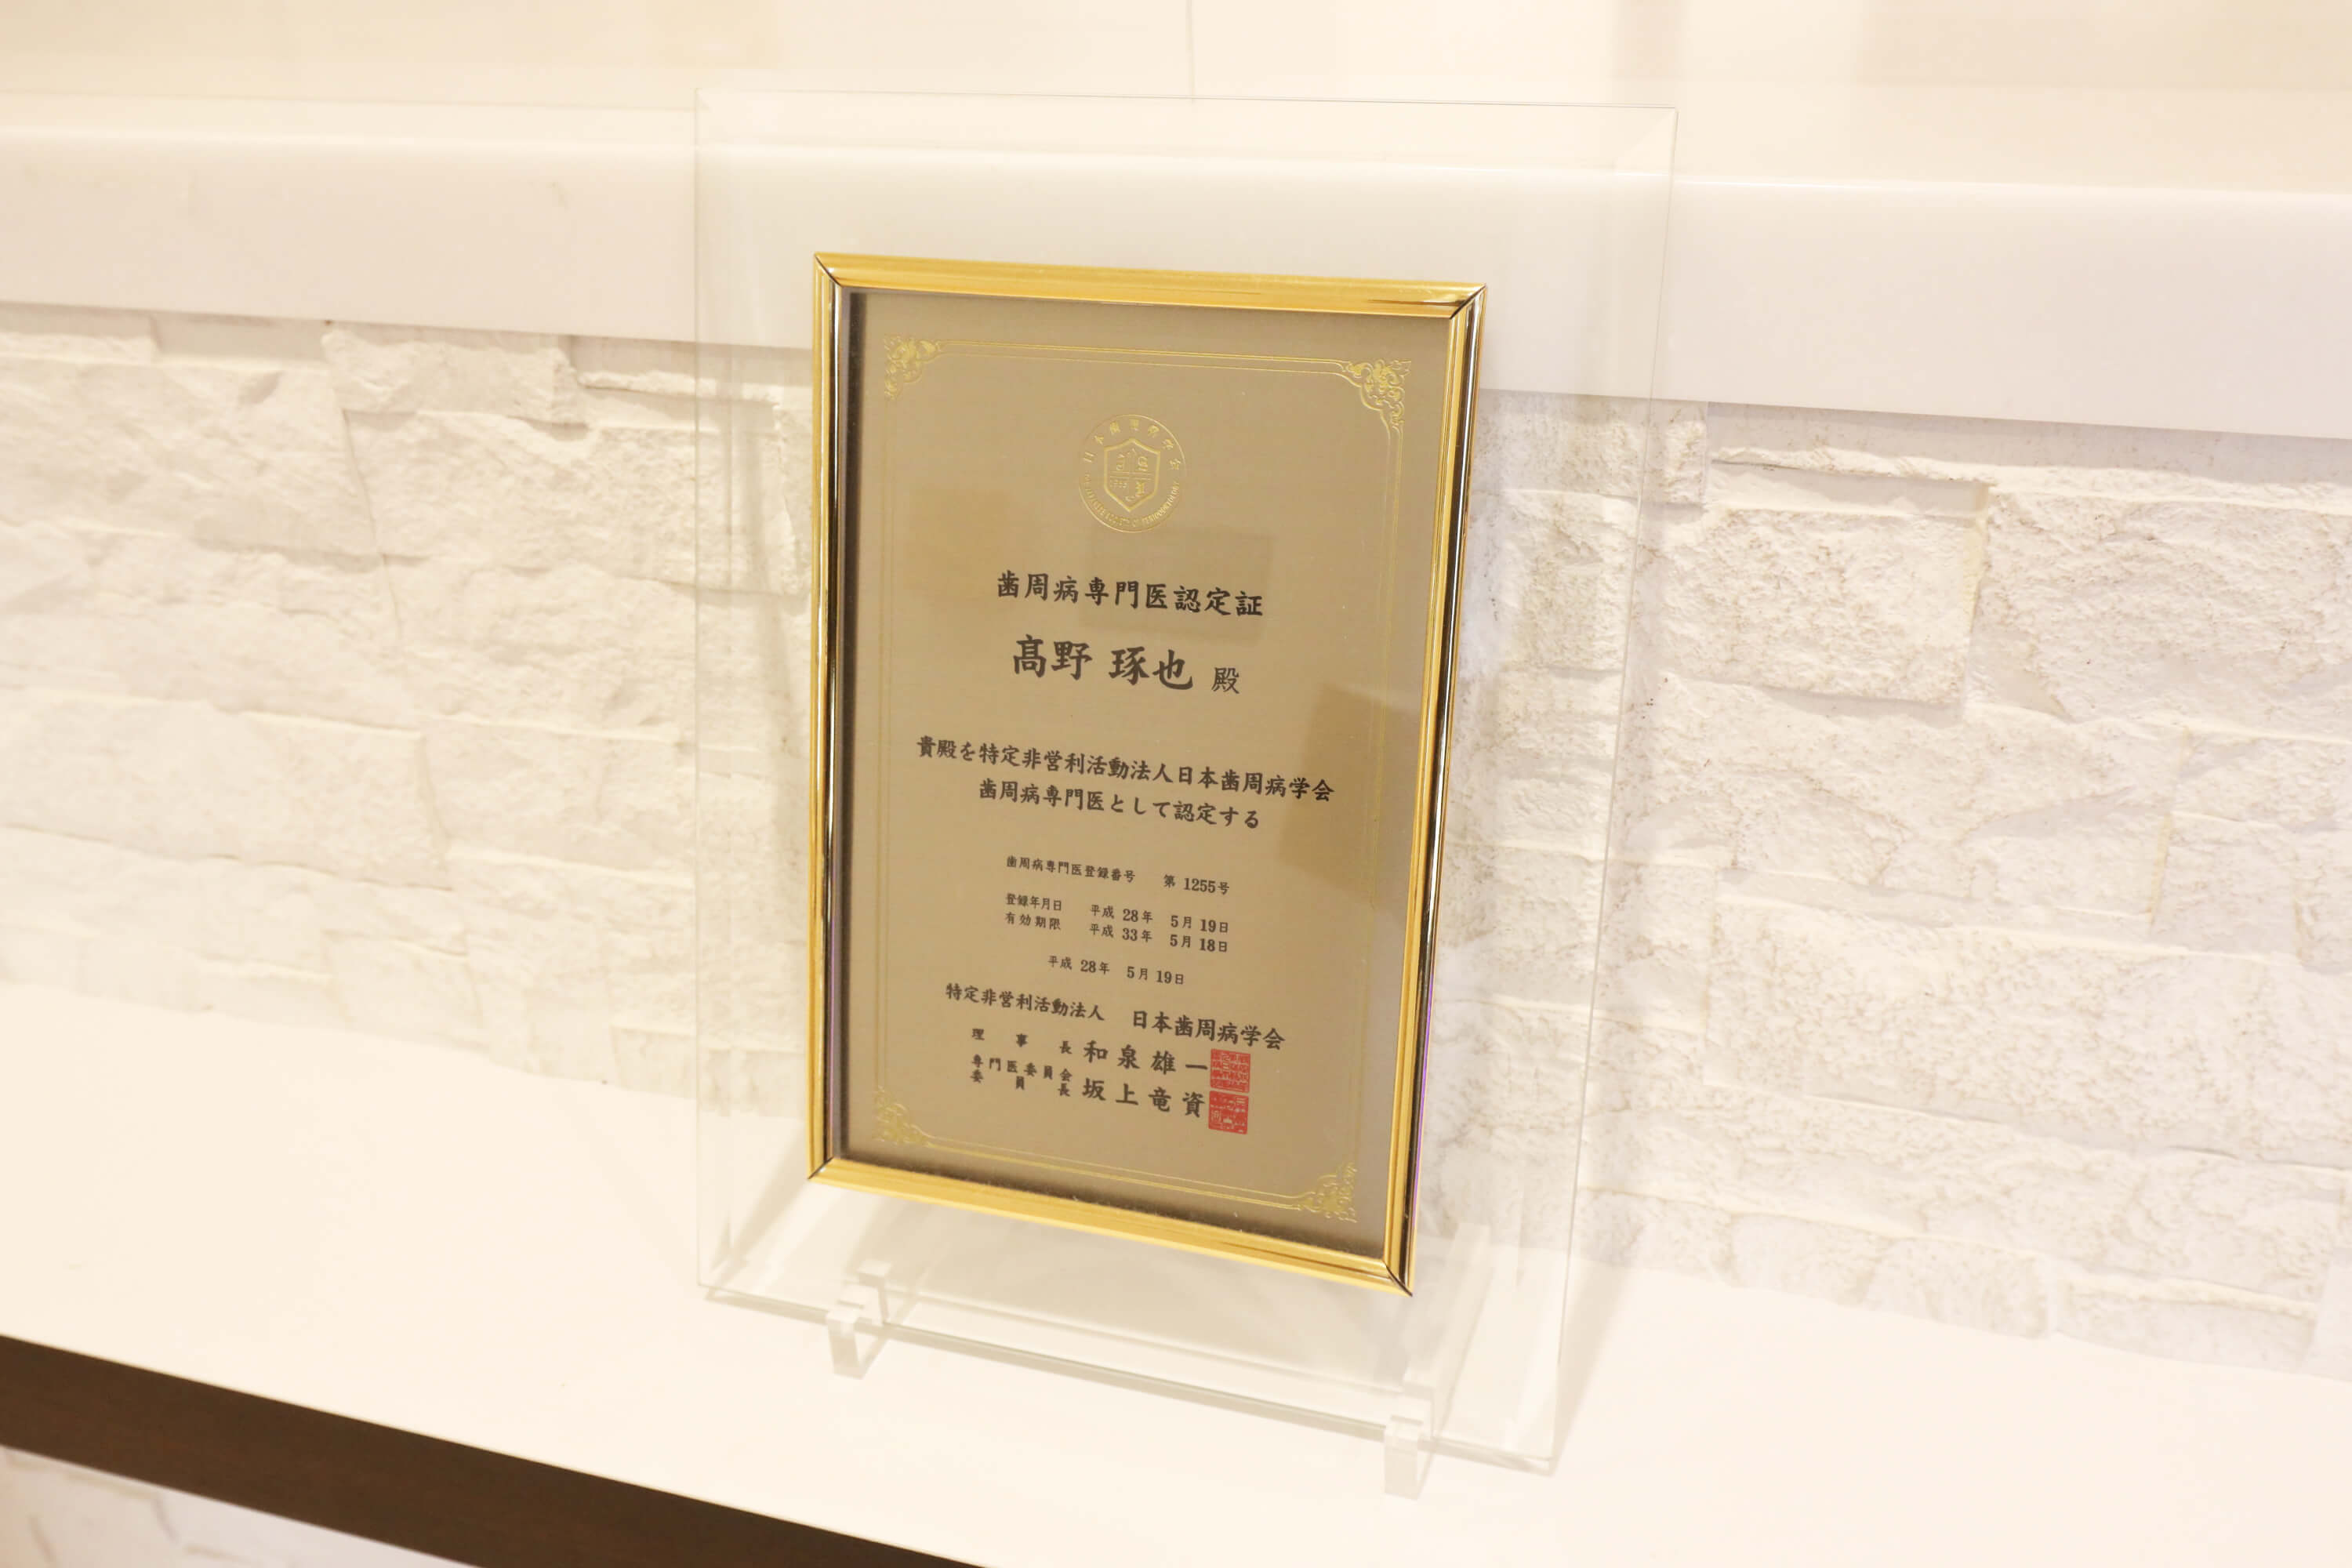 日本歯周病学会
歯周病専門医認定証
髙野 琢也 殿
貴殿を特定非営利活動法人日本歯周病学会
歯周病専門医として認定する
歯周病専門医登録番号 第 1255号
登録年月日 平成 28年 5月 19日
有効期限 平成 33年 5月 18日
平成 28年 5月 19日
特定非営利活動法人 日本歯周病学会
理事長 和泉雄一
専門医委員会
委員長 坂上竜資